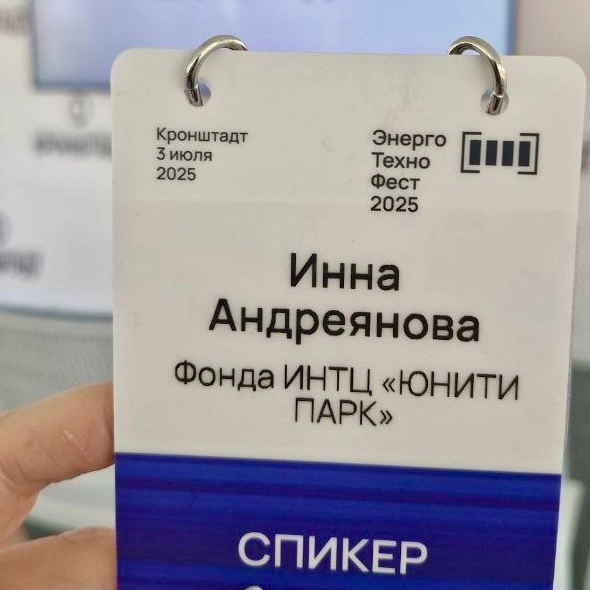 Кронштадт
3 июля
2025
Энерго
Техно
Фест
2025
Инна
Андреянова
Фонда ИНТЦ «ЮНИТИ
ПАРК»
СПИКЕР